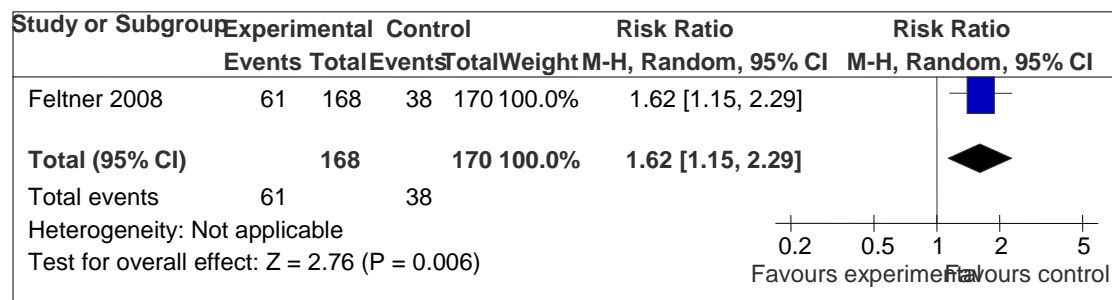 Study or Subgroup Experimental Control Risk Ratio Risk Ratio
Events Total Events Total Weight M-H, Random, 95% CI M-H, Random, 95% CI
Feltner 2008 61 168 38 170 100.0% 1.62 [1.15, 2.29]
Total (95% CI) 168 170 100.0% 1.62 [1.15, 2.29]
Total events 61 38
Heterogeneity: Not applicable
Test for overall effect: Z = 2.76 (P = 0.006)
0.2 0.5 1 2 5
Favours experimental Favours control